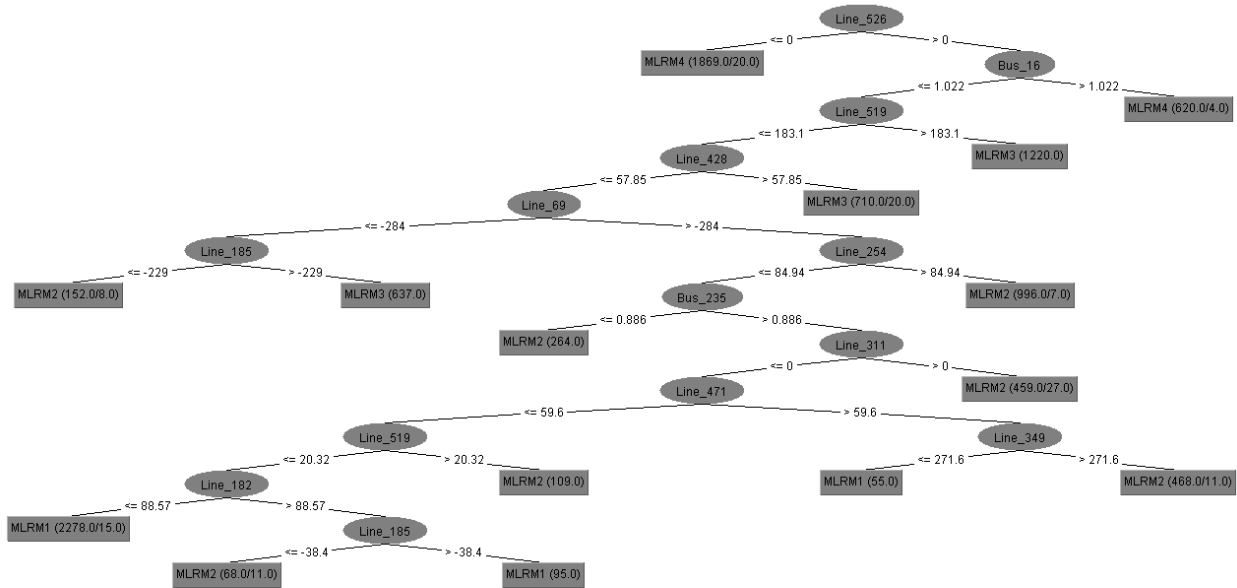 Line_526
<= 0 > 0
MLRM4 (1869.0/20.0) Bus_16
<= 1.022 > 1.022
Line_519 MLRM4 (620.0/4.0)
<= 183.1 > 183.1
Line_428 MLRM3 (1220.0)
<= 57.85 > 57.85
Line_69 MLRM3 (710.0/20.0)
<= -284 > -284
Line_185 Line_254
<= -229 > -229 <= 84.94 > 84.94
MLRM2 (152.0/8.0) MLRM3 (637.0) Bus_235 MLRM2 (996.0/7.0)
<= 0.886 > 0.886
MLRM2 (264.0) Line_311
<= 0 > 0
Line_471 MLRM2 (459.0/27.0)
<= 59.6 > 59.6
Line_519 Line_349
<= 20.32 > 20.32 <= 271.6 > 271.6
Line_182 MLRM2 (109.0) MLRM1 (55.0) MLRM2 (468.0/11.0)
<= 88.57 > 88.57
MLRM1 (2278.0/15.0) Line_185
<= -38.4 > -38.4
MLRM2 (68.0/11.0) MLRM1 (95.0)